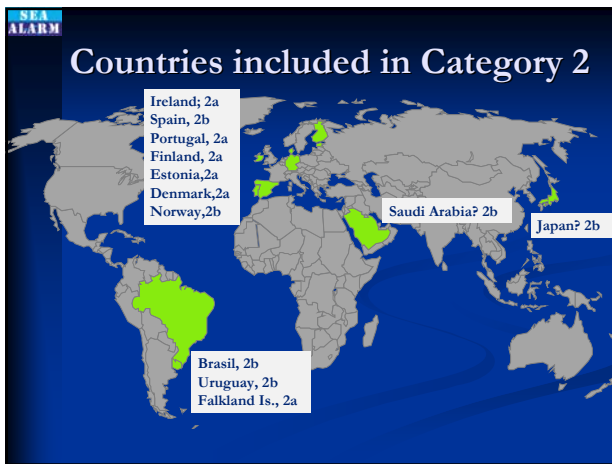 SEA
ALARM
Countries included in Category 2
Ireland; 2a
Spain, 2b
Portugal, 2a
Finland, 2a
Estonia,2a
Denmark,2a
Norway,2b
Saudi Arabia? 2b
Japan? 2b
Brasil, 2b
Uruguay, 2b
Falkland Is., 2a